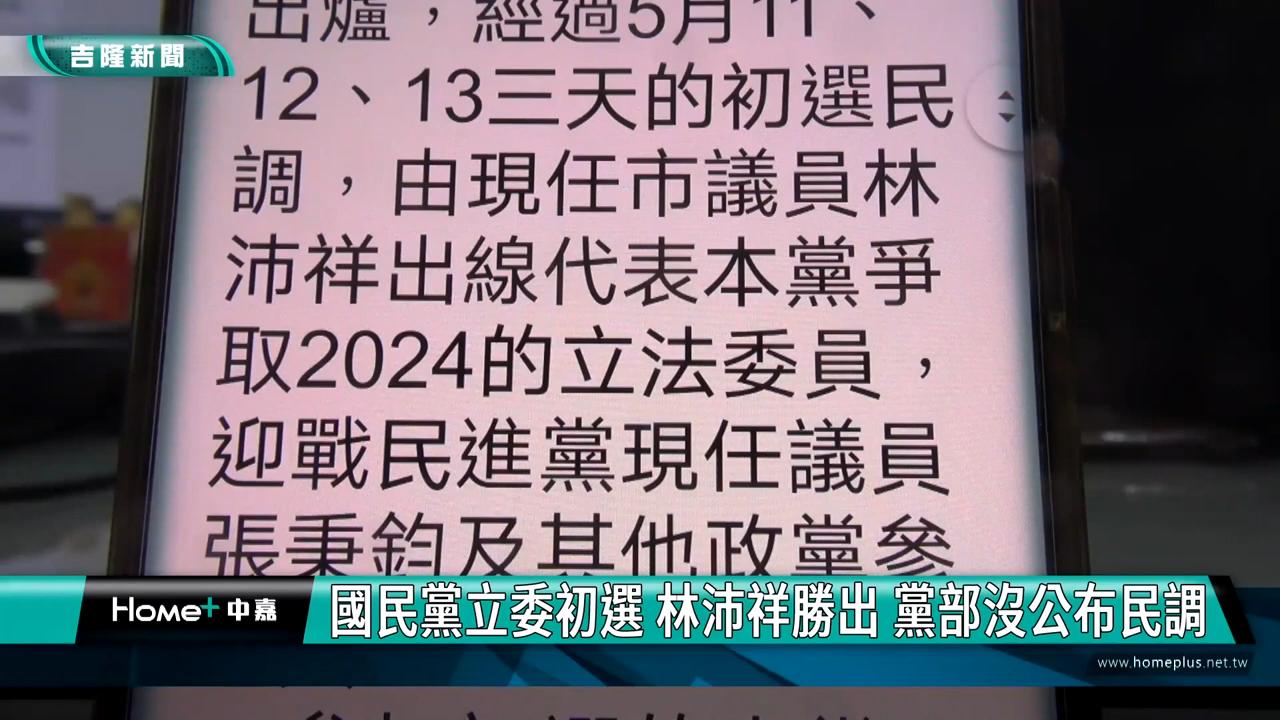 出爐，經過5月11、
吉隆新聞
12、13三天的初選民
調，由現任市議員林
沛祥出線代表本黨爭
取2024的立法委員，
迎戰民進黨現任議員
張秉鈞及其他政黨參
Home+ 中嘉
國民黨立委初選 林沛祥勝出 黨部沒公布民調
www.homeplus.net.tw